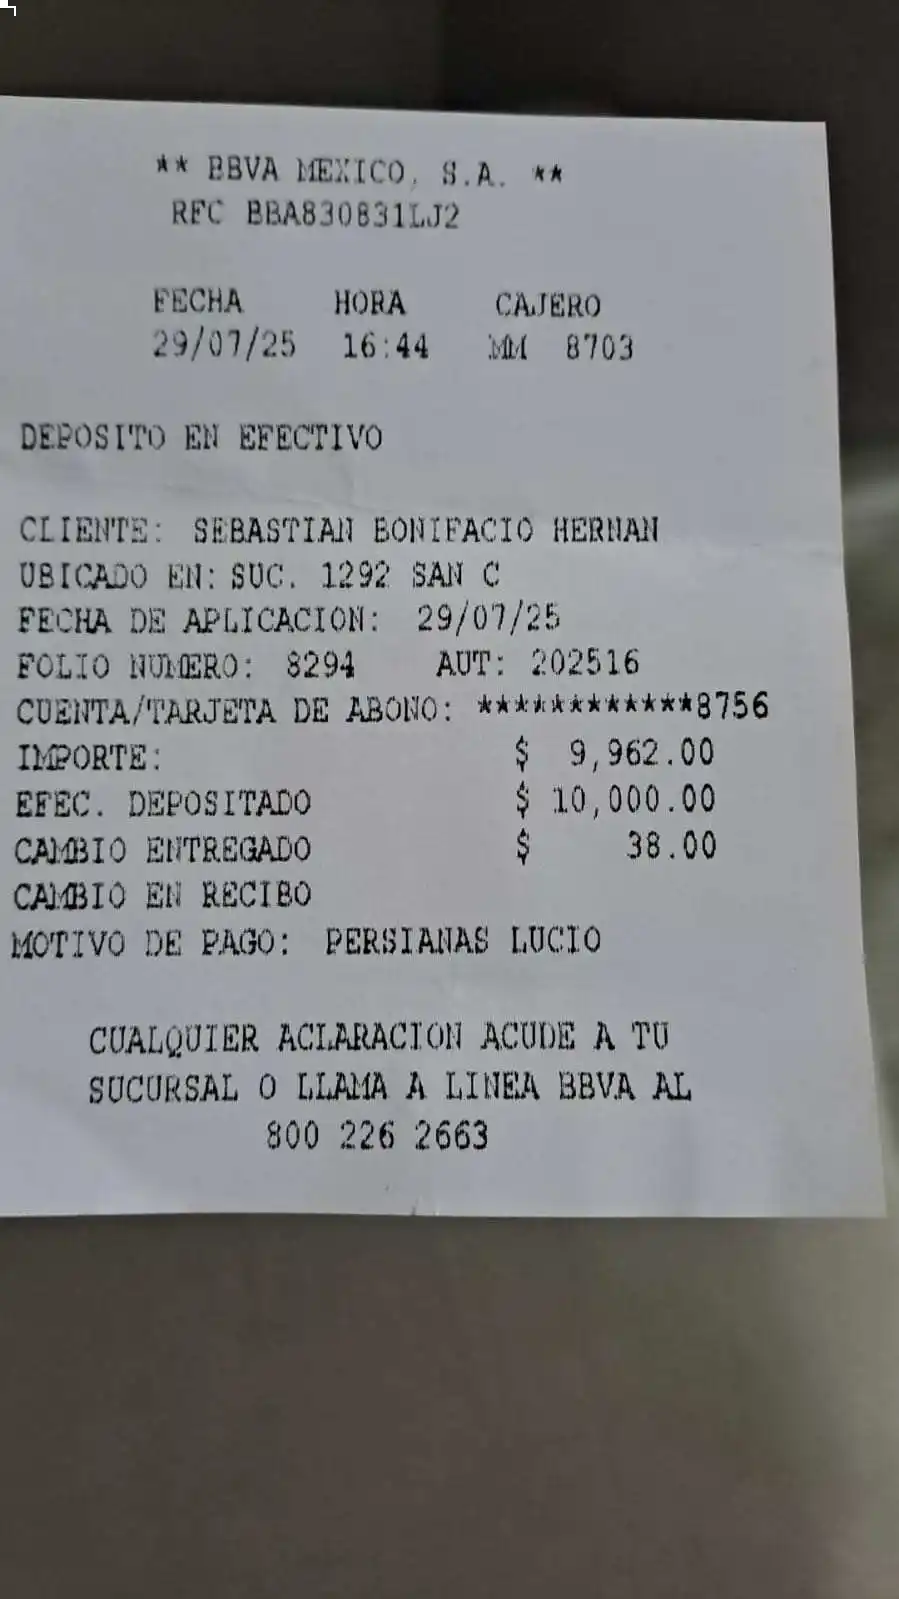 ** BBVA MEXICO, S.A. **
RFC BBA830831LJ2
FECHA HORA CAJERO
29/07/25 16:44 MM 8703
DEPOSITO EN EFECTIVO
CLIENTE: SEBASTIAN BONIFACIO HERNAN
UBICADO EN: SUC. 1292 SAN C
FECHA DE APLICACION: 29/07/25
FOLIO NUMERO: 8294 AUT: 202516
CUENTA/TARJETA DE ABONO: ************8756
IMPORTE: $ 9,962.00
EFEC. DEPOSITADO $ 10,000.00
CAMBIO ENTREGADO $ 38.00
CAMBIO EN RECIBO
MOTIVO DE PAGO: PERSIANAS LUCIO
CUALQUIER ACLARACION ACUDE A TU
SUCURSAL O LLAMA A LINEA BBVA AL
800 226 2663